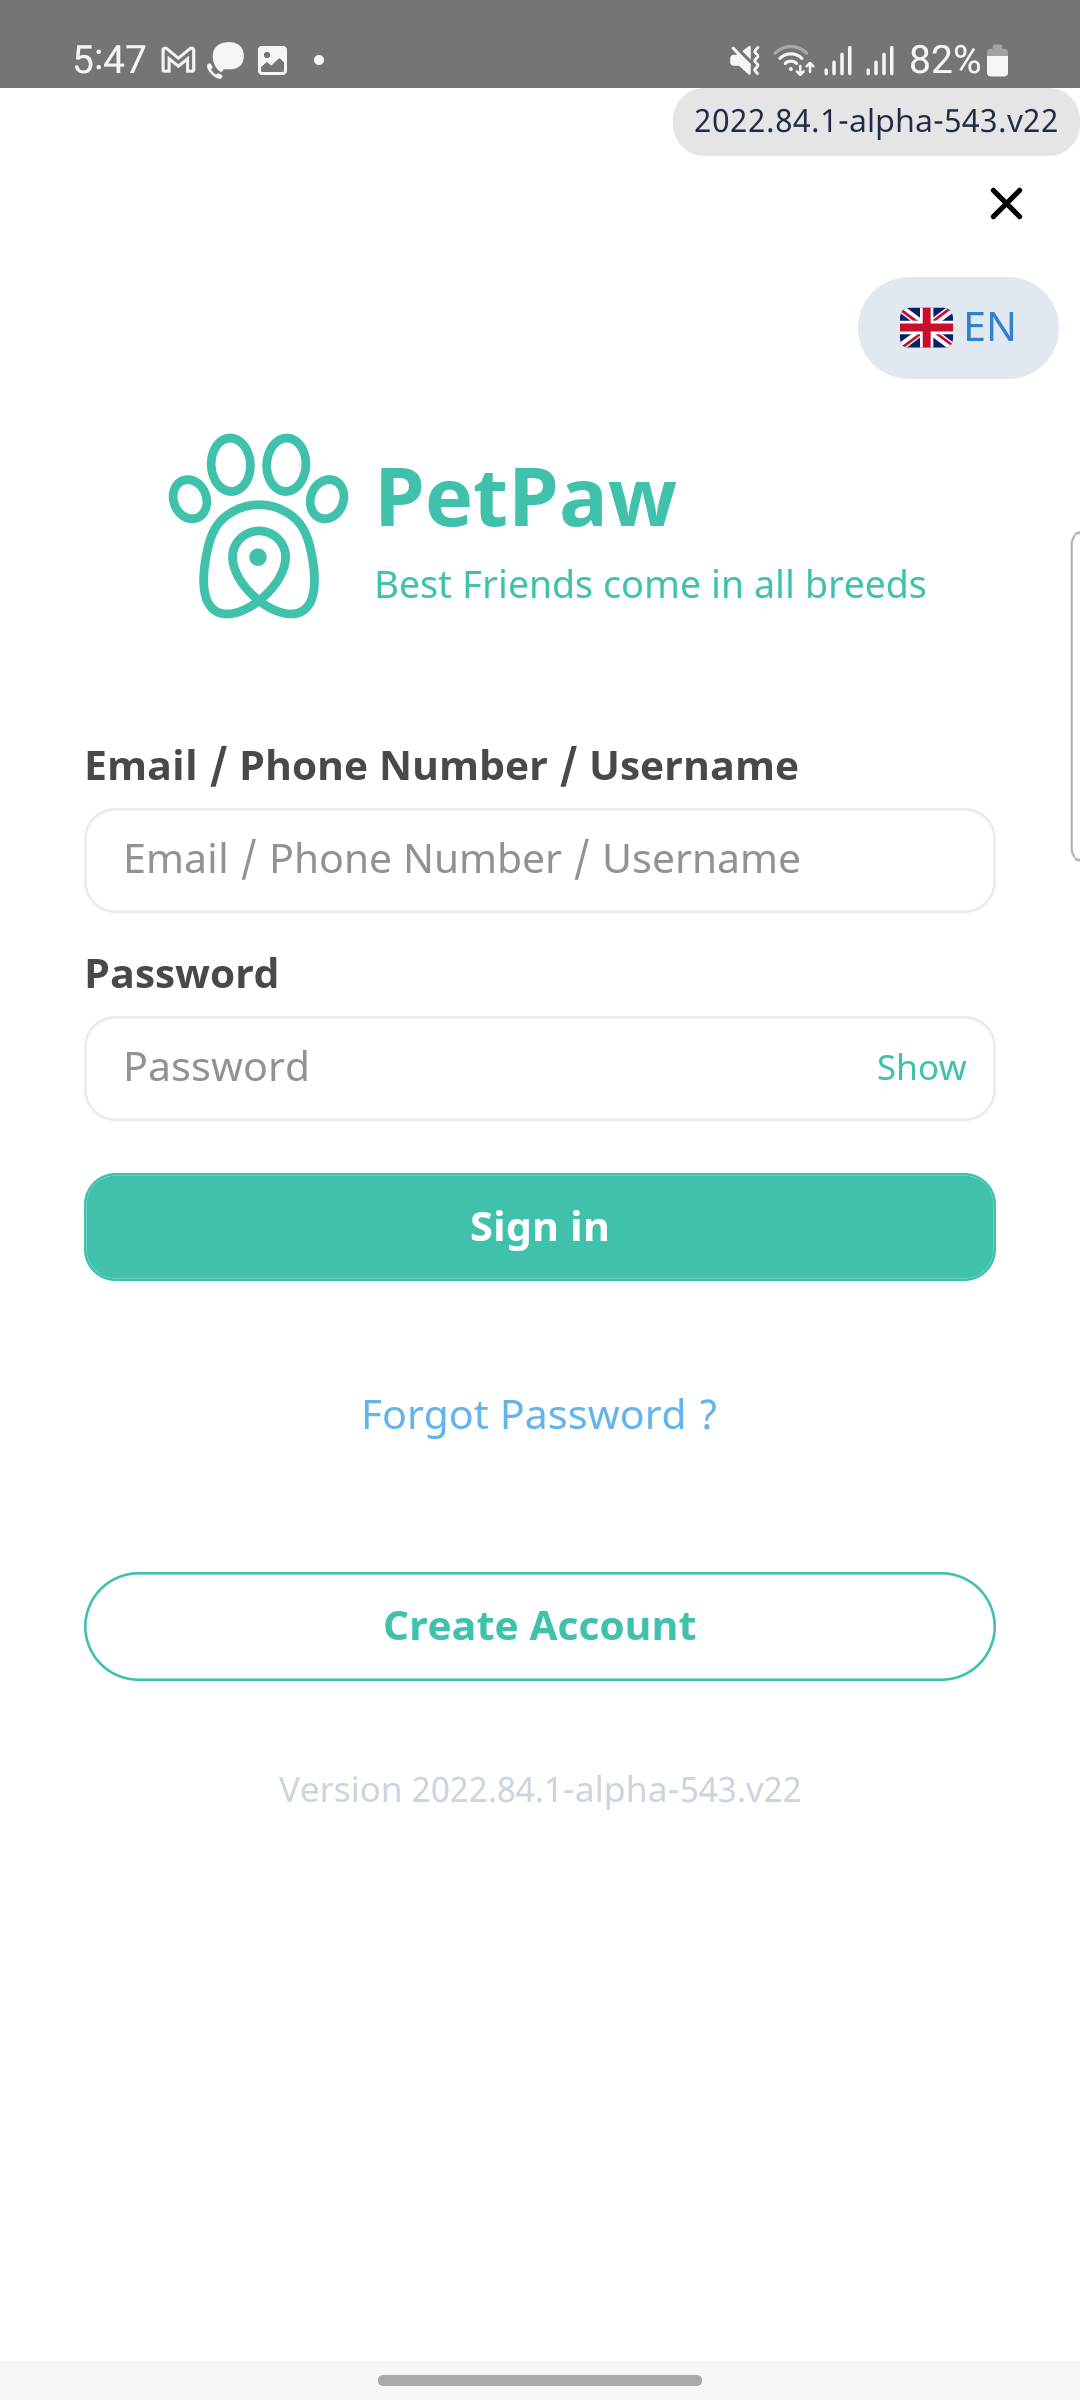 5:47 82%
2022.84.1-alpha-543.v22
EN
PetPaw
Best Friends come in all breeds
Email / Phone Number / Username
Email / Phone Number / Username
Password
Password Show
Sign in
Forgot Password ?
Create Account
Version 2022.84.1-alpha-543.v22